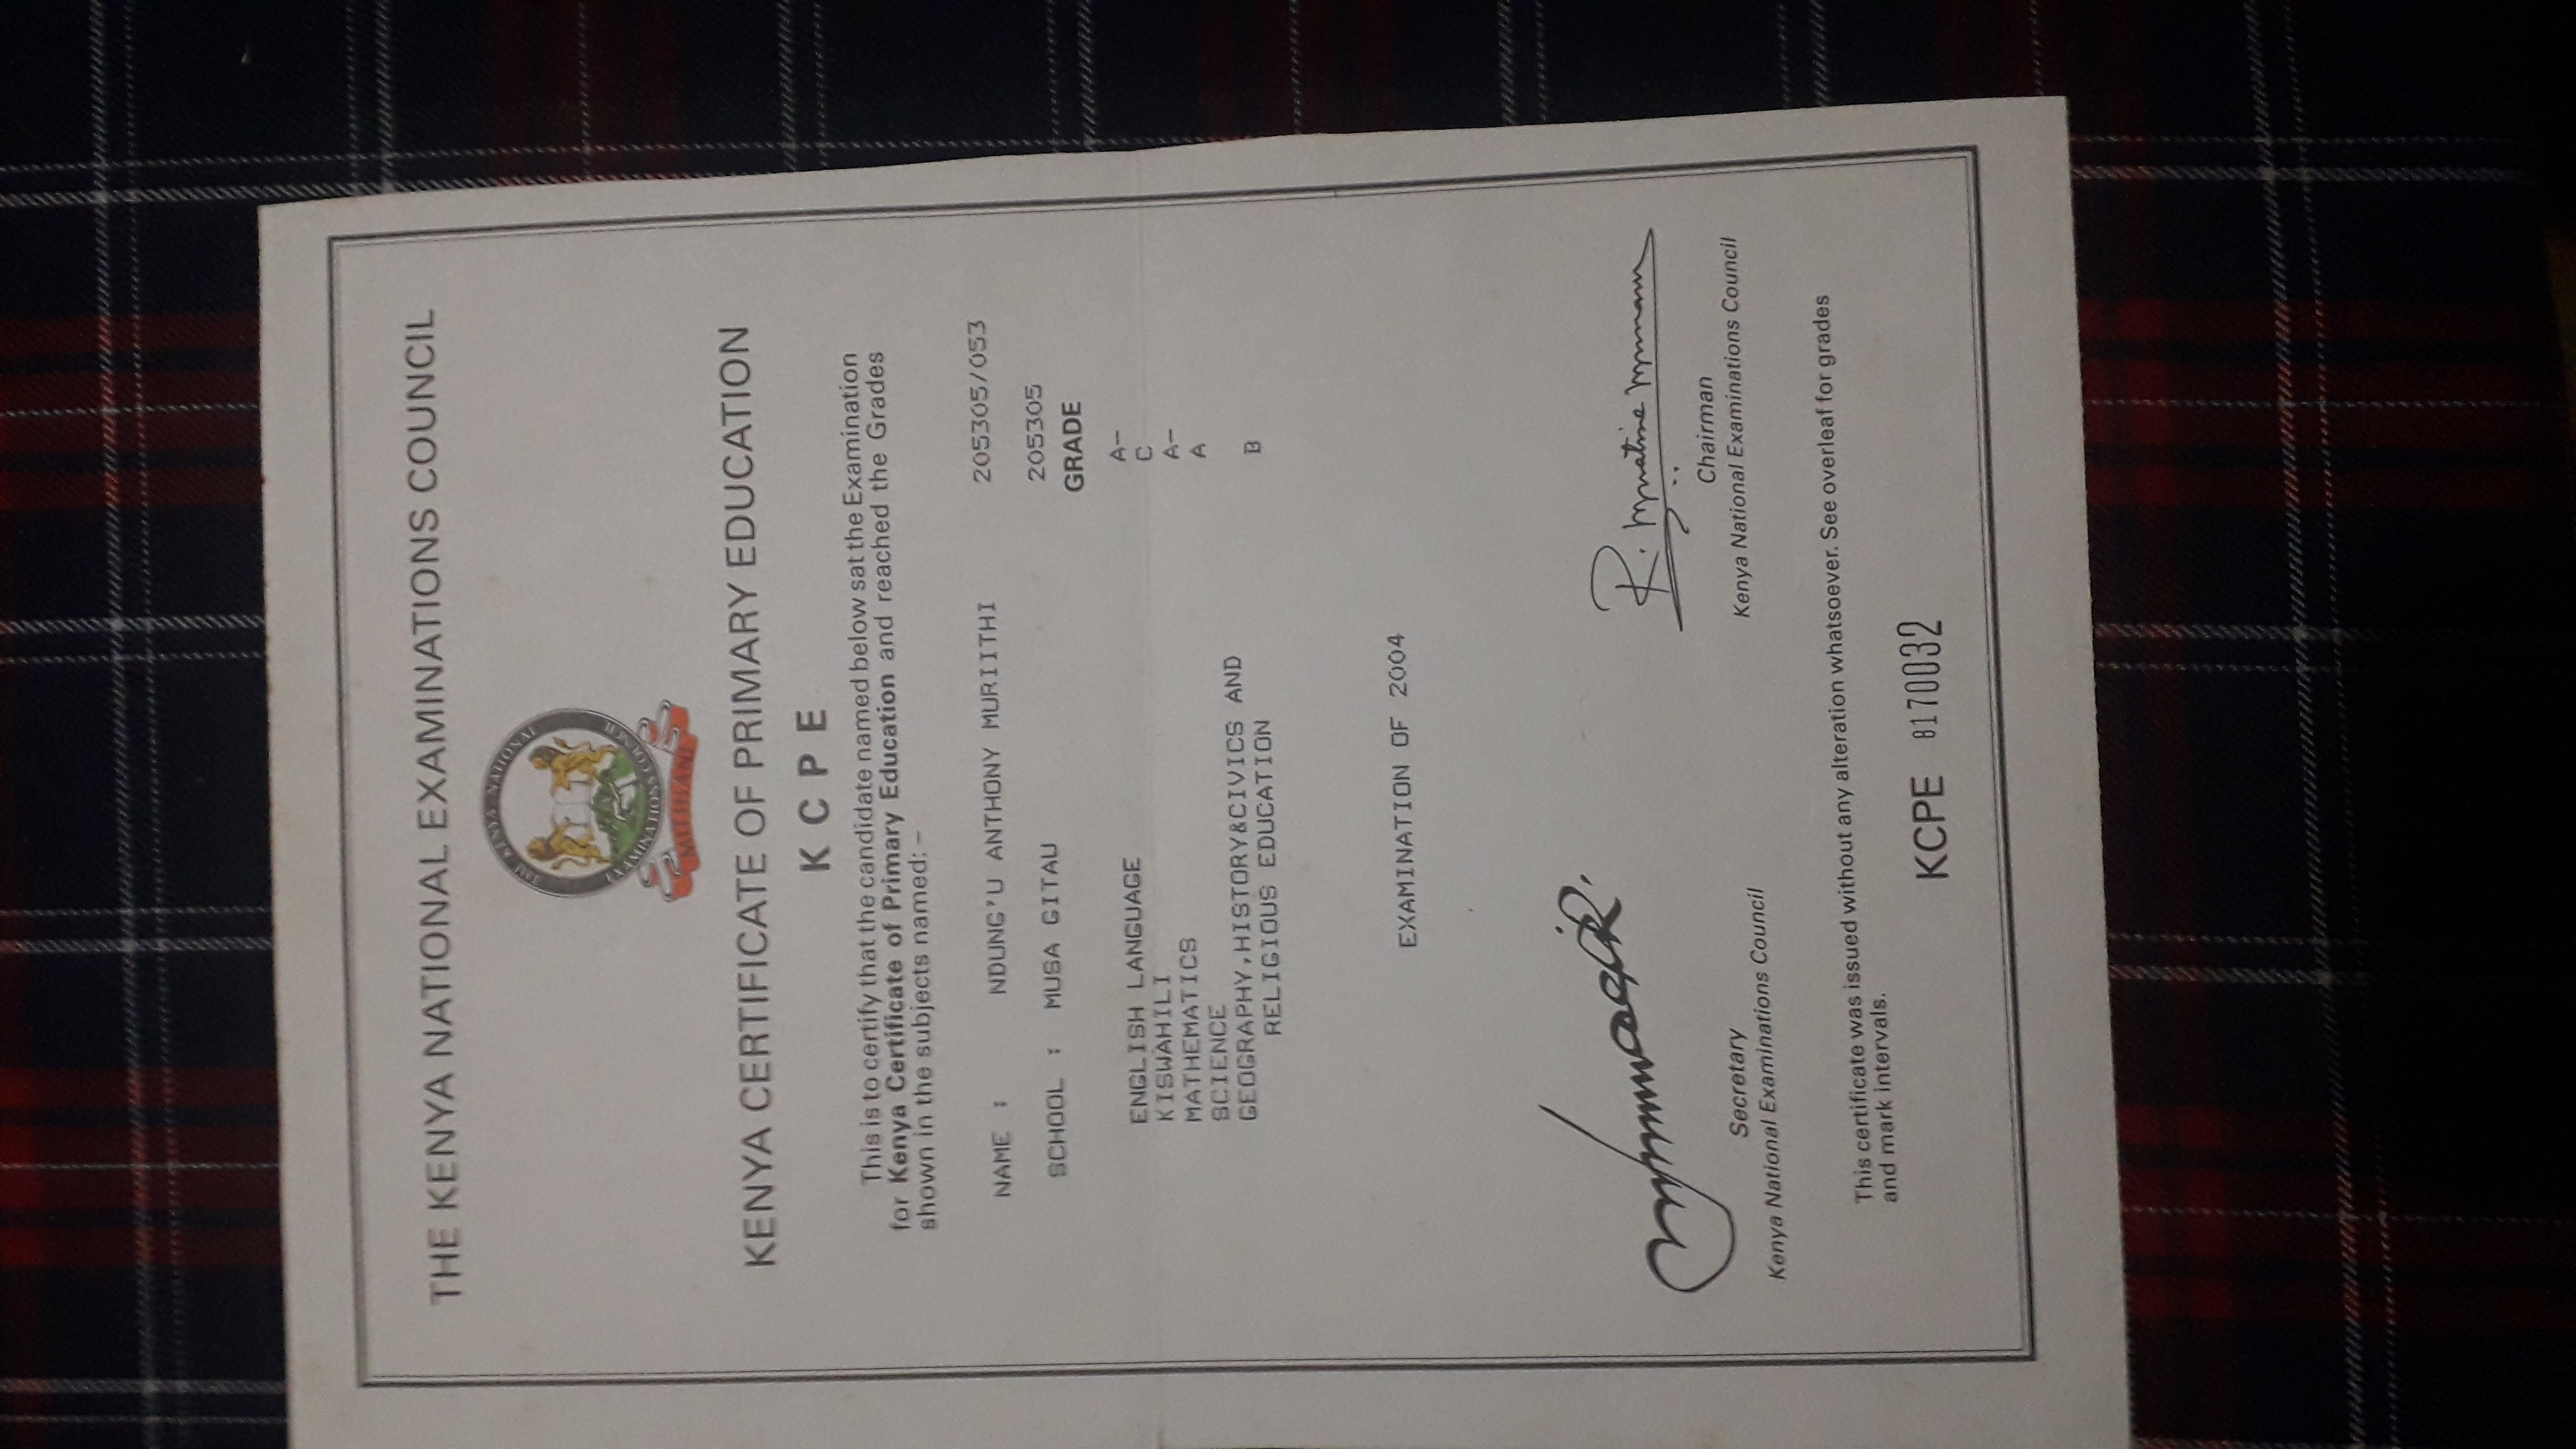 THE KENYA NATIONAL EXAMINATIONS COUNCIL
THE KENYA NATIONAL
EXAMINATIONS COUNCIL
MITIHANI
KENYA CERTIFICATE OF PRIMARY EDUCATION
K C P E
This is to certify that the candidate named below sat the Examination
for Kenya Certificate of Primary Education and reached the Grades
shown in the subjects named: –
NAME : NDUNG'U ANTHONY MURIITHI 205305/053
SCHOOL : MUSA GITAU 205305
GRADE
ENGLISH LANGUAGE A-
KISWAHILI C
MATHEMATICS A-
SCIENCE A
GEOGRAPHY,HISTORY&CIVICS AND
RELIGIOUS EDUCATION B
EXAMINATION OF 2004
Secretary
Kenya National Examinations Council
Chairman
Kenya National Examinations Council
This certificate was issued without any alteration whatsoever. See overleaf for grades
and mark intervals.
KCPE 8170032